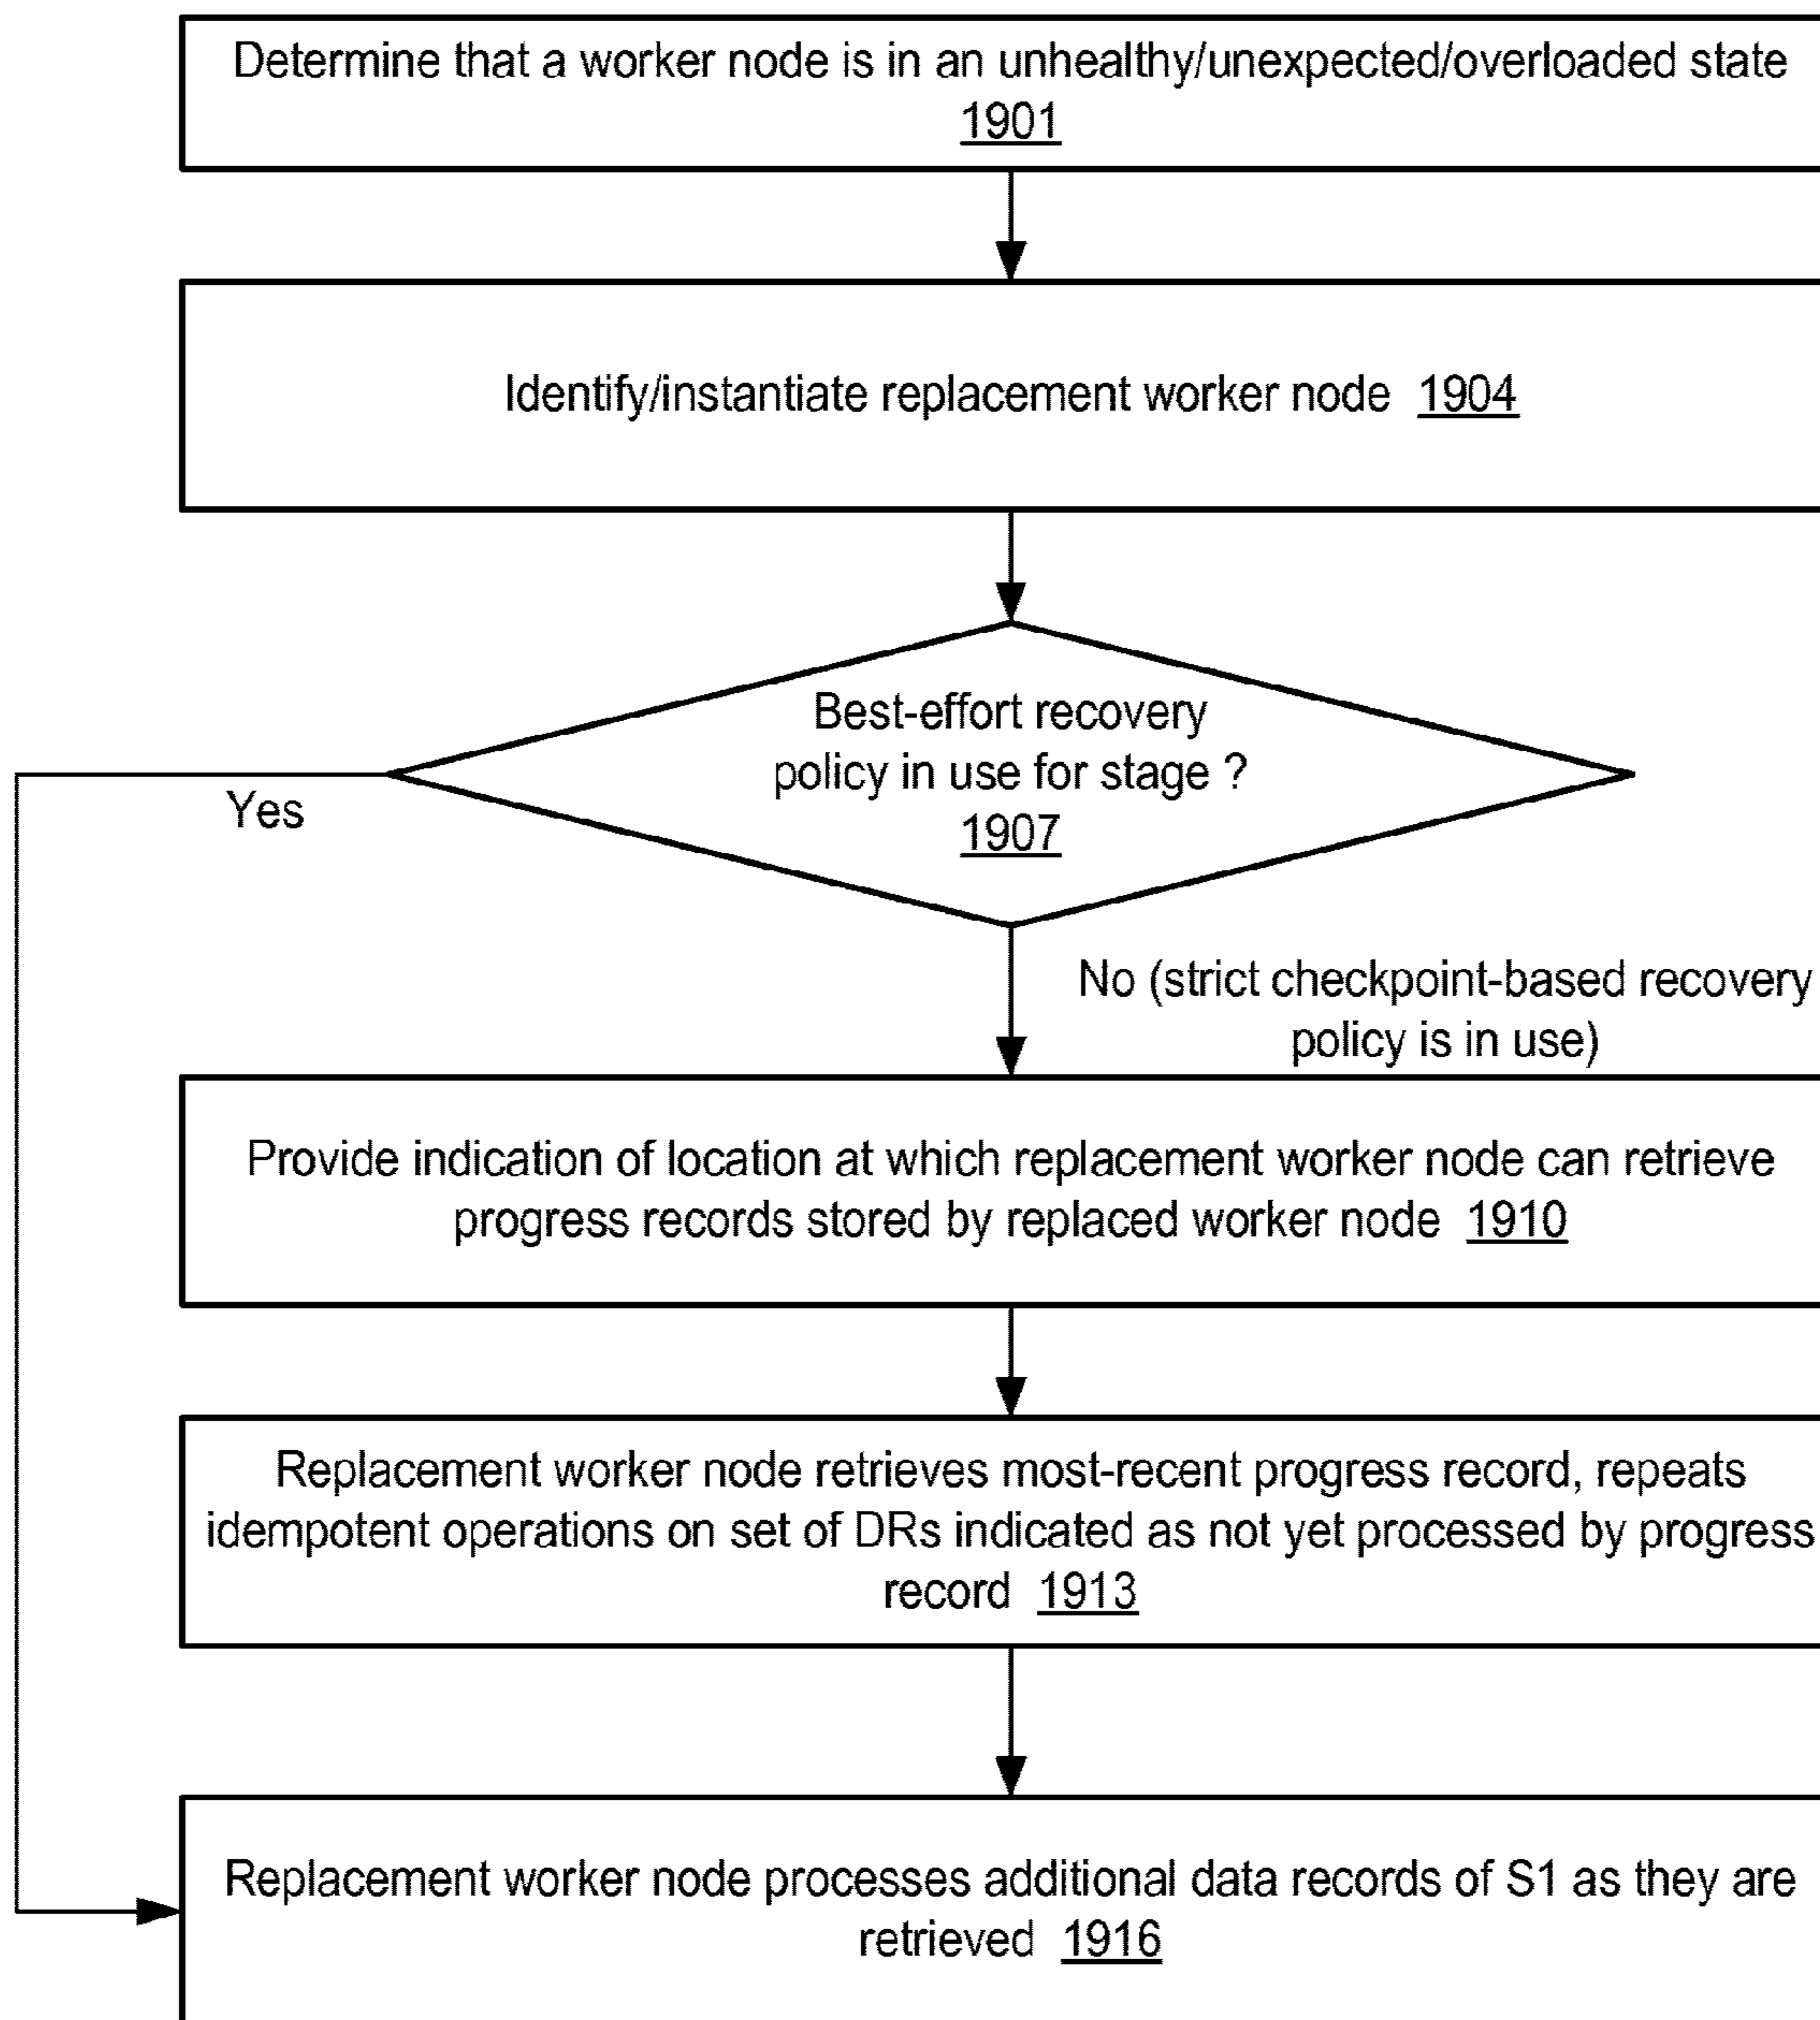 Determine that a worker node is in an unhealthy/unexpected/overloaded state
1901
Identify/instantiate replacement worker node 1904
Best-effort recovery
policy in use for stage ?
1907
Yes
No (strict checkpoint-based recovery
policy is in use)
Provide indication of location at which replacement worker node can retrieve
progress records stored by replaced worker node 1910
Replacement worker node retrieves most-recent progress record, repeats
idempotent operations on set of DRs indicated as not yet processed by progress
record 1913
Replacement worker node processes additional data records of S1 as they are
retrieved 1916